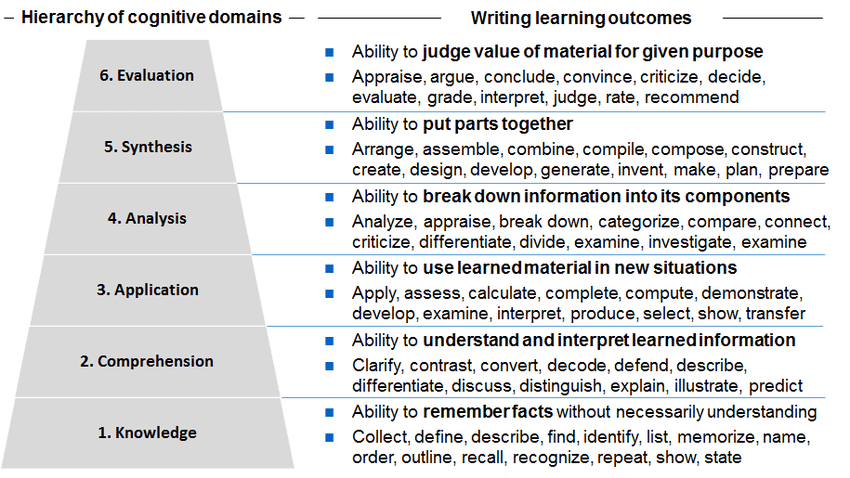 Hierarchy of cognitive domains
Writing learning outcomes
6. Evaluation
Ability to judge value of material for given purpose
Appraise, argue, conclude, convince, criticize, decide,
evaluate, grade, interpret, judge, rate, recommend
5. Synthesis
Ability to put parts together
Arrange, assemble, combine, compile, compose, construct,
create, design, develop, generate, invent, make, plan, prepare
4. Analysis
Ability to break down information into its components
Analyze, appraise, break down, categorize, compare, connect,
criticize, differentiate, divide, examine, investigate, examine
3. Application
Ability to use learned material in new situations
Apply, assess, calculate, complete, compute, demonstrate,
develop, examine, interpret, produce, select, show, transfer
2. Comprehension
Ability to understand and interpret learned information
Clarify, contrast, convert, decode, defend, describe,
differentiate, discuss, distinguish, explain, illustrate, predict
1. Knowledge
Ability to remember facts without necessarily understanding
Collect, define, describe, find, identify, list, memorize, name,
order, outline, recall, recognize, repeat, show, state